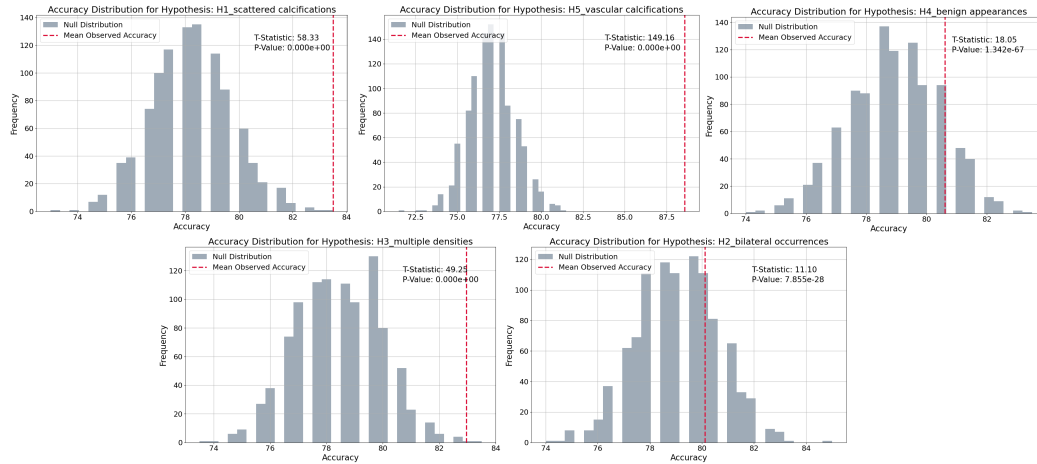 Accuracy Distribution for Hypothesis: H1_scattered calcifications
Null Distribution
Mean Observed Accuracy
T-Statistic: 58.33
P-Value: 0.000e+00
Frequency
140
120
100
80
60
40
20
0
74
76
78
80
82
84
Accuracy
Accuracy Distribution for Hypothesis: H5_vascular calcifications
Null Distribution
Mean Observed Accuracy
T-Statistic: 149.16
P-Value: 0.000e+00
Frequency
140
120
100
80
60
40
20
0
72.5
75.0
77.5
80.0
82.5
85.0
87.5
Accuracy
Accuracy Distribution for Hypothesis: H4_benign appearances
Null Distribution
Mean Observed Accuracy
T-Statistic: 18.05
P-Value: 1.342e-67
Frequency
140
120
100
80
60
40
20
0
74
76
78
80
82
Accuracy
Accuracy Distribution for Hypothesis: H3_multiple densities
Null Distribution
Mean Observed Accuracy
T-Statistic: 49.25
P-Value: 0.000e+00
Frequency
120
100
80
60
40
20
0
74
76
78
80
82
84
Accuracy
Accuracy Distribution for Hypothesis: H2_bilateral occurrences
Null Distribution
Mean Observed Accuracy
T-Statistic: 11.10
P-Value: 7.855e-28
Frequency
120
100
80
60
40
20
0
74
76
78
80
82
84
Accuracy